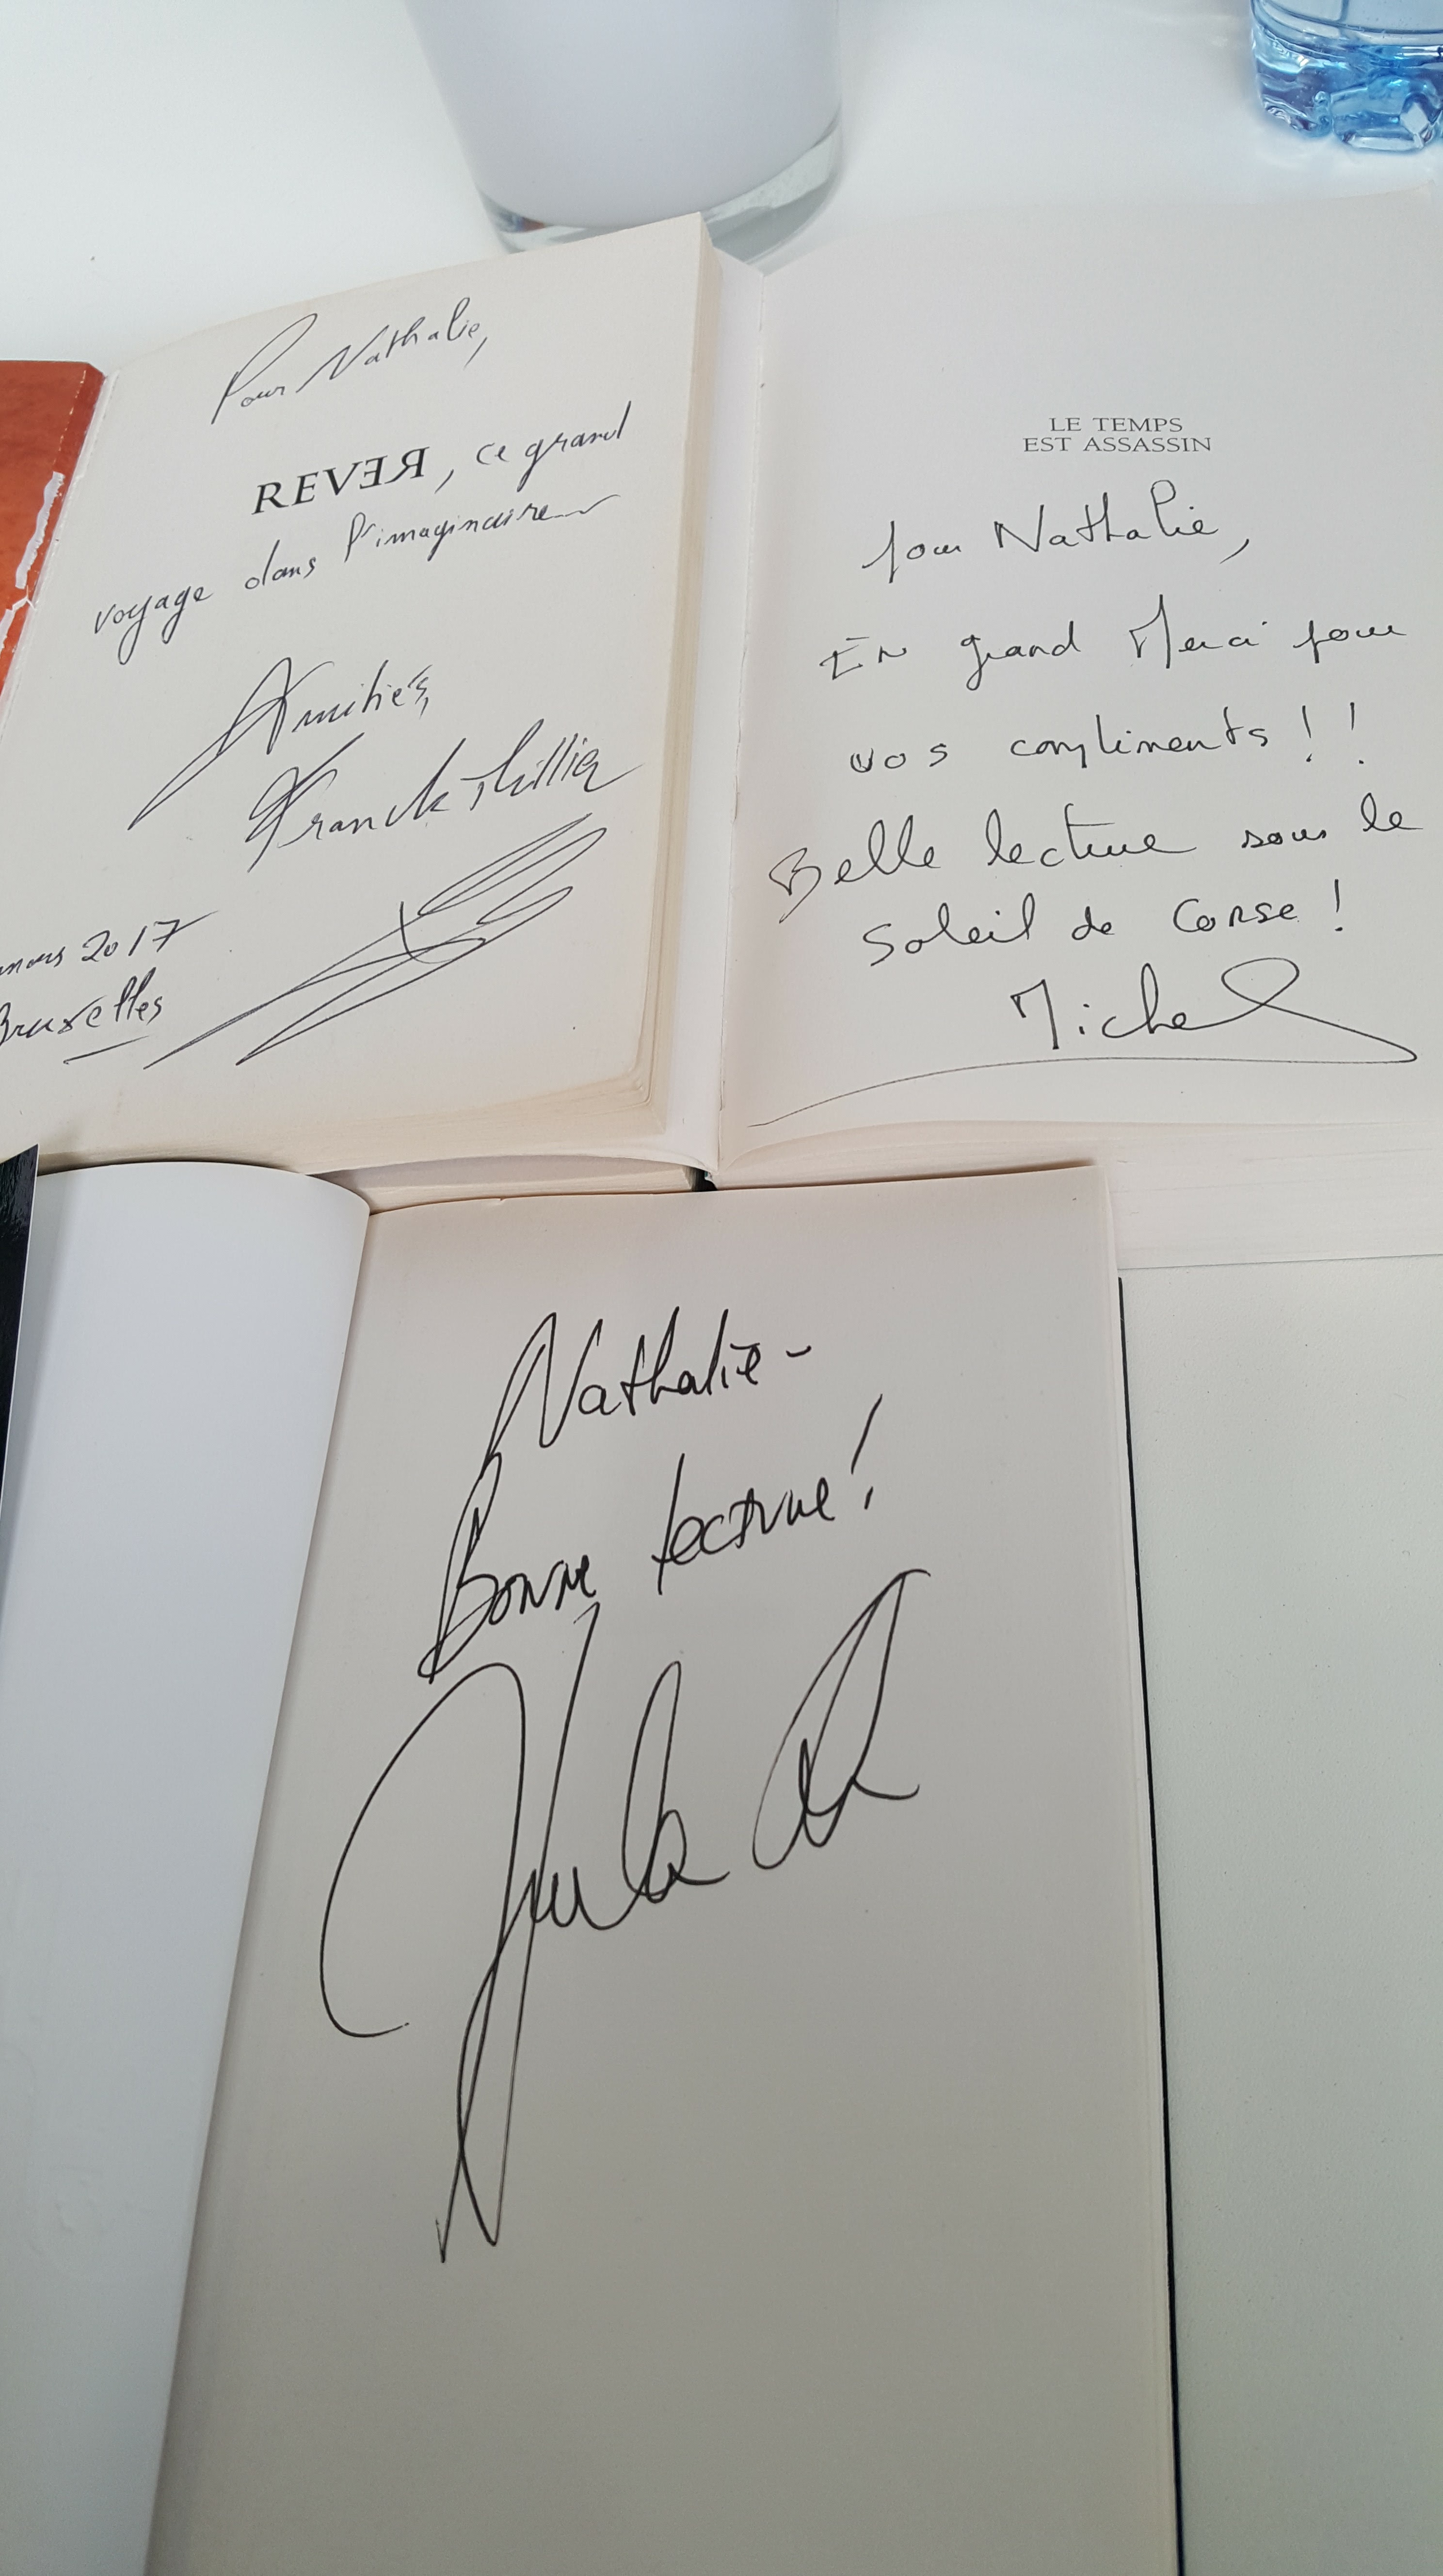 Pour Nathalie,
REVER, ce grand
voyage dans l'imaginaire
Amitiés,
Franck Thilliez
mars 2017
Bruxelles
LE TEMPS
EST ASSASSIN
pour Nathalie,
En grand Merci pour
vos compliments !!
Belle lecture sous le
Soleil de Corse !
Michel
Nathalie -
Bonne lecture !